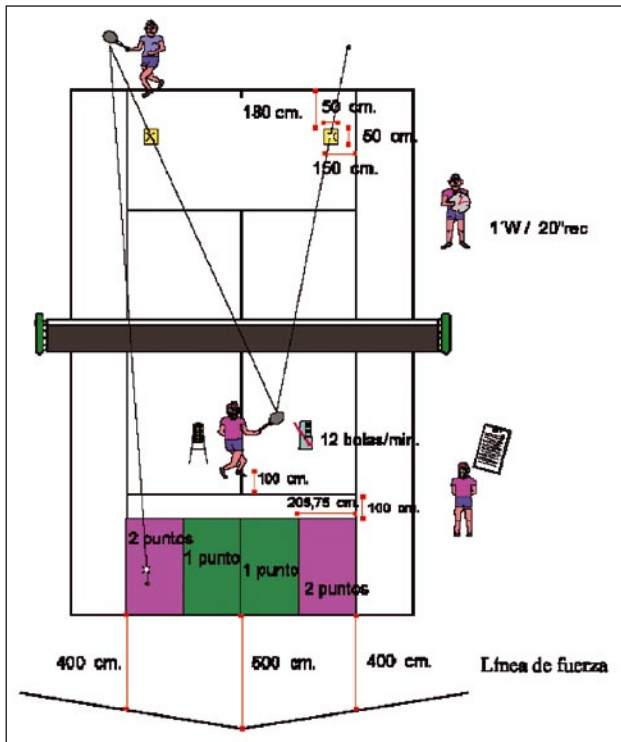 50 cm.
180 cm.
50 cm.
150 cm.
1'W / 20''rec
12 bolas/min.
100 cm.
205,75 cm.
100 cm.
2 puntos
1 punto
1 punto
2 puntos
400 cm.
500 cm.
400 cm.
Línea de fuerza